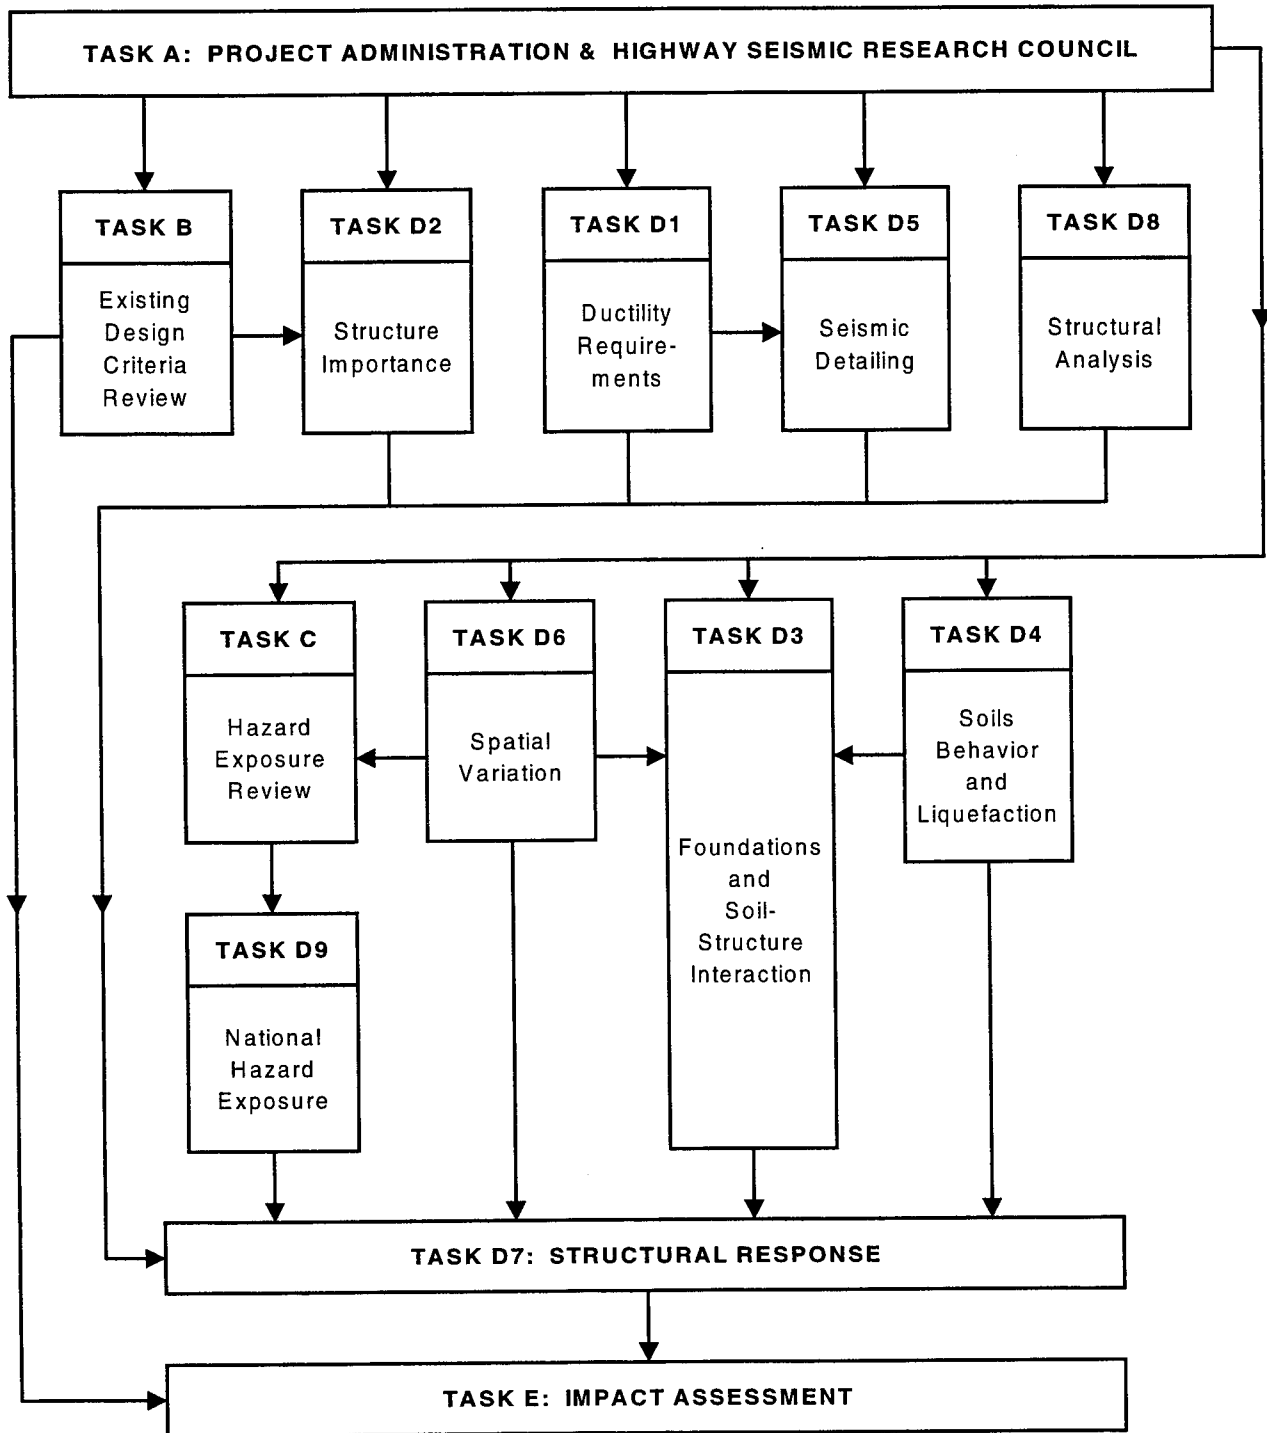 TASK A: PROJECT ADMINISTRATION & HIGHWAY SEISMIC RESEARCH COUNCIL
TASK B
Existing
Design
Criteria
Review
TASK D2
Structure
Importance
TASK D1
Ductility
Require-
ments
TASK D5
Seismic
Detailing
TASK D8
Structural
Analysis
TASK C
Hazard
Exposure
Review
TASK D6
Spatial
Variation
TASK D3
Foundations
and
Soil-
Structure
Interaction
TASK D4
Soils
Behavior
and
Liquefaction
TASK D9
National
Hazard
Exposure
TASK D7: STRUCTURAL RESPONSE
TASK E: IMPACT ASSESSMENT